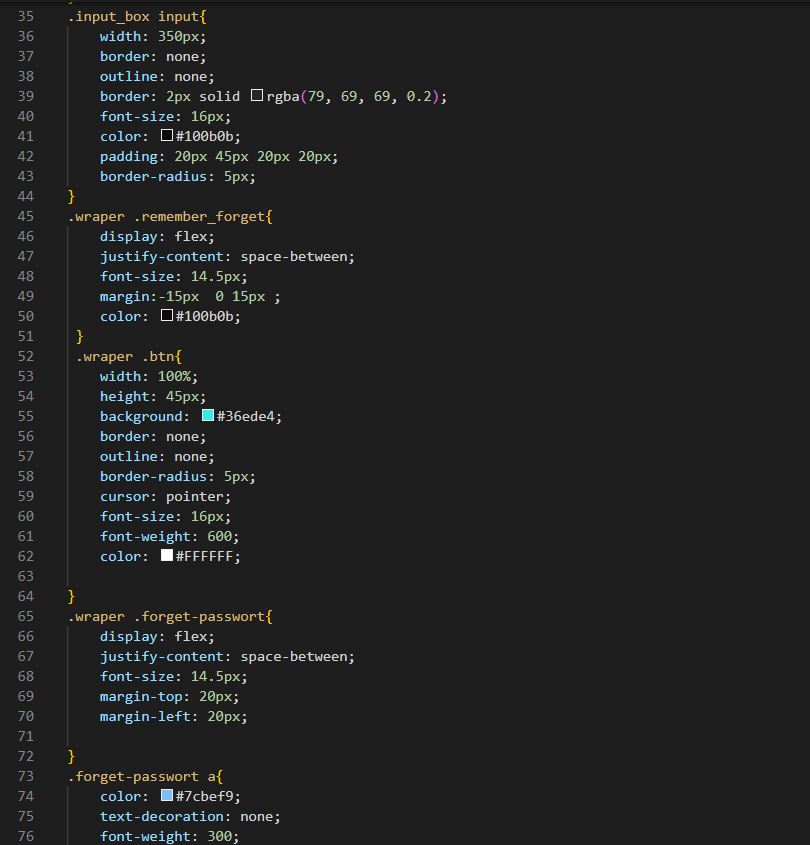 35 .input_box input{
36 width: 350px;
37 border: none;
38 outline: none;
39 border: 2px solid rgba(79, 69, 69, 0.2);
40 font-size: 16px;
41 color: #100b0b;
42 padding: 20px 45px 20px 20px;
43 border-radius: 5px;
44 }
45 .wraper .remember_forget{
46 display: flex;
47 justify-content: space-between;
48 font-size: 14.5px;
49 margin:-15px  0 15px ;
50 color: #100b0b;
51 }
52 .wraper .btn{
53 width: 100%;
54 height: 45px;
55 background: #36ede4;
56 border: none;
57 outline: none;
58 border-radius: 5px;
59 cursor: pointer;
60 font-size: 16px;
61 font-weight: 600;
62 color: #FFFFFF;
63
64 }
65 .wraper .forget-passwort{
66 display: flex;
67 justify-content: space-between;
68 font-size: 14.5px;
69 margin-top: 20px;
70 margin-left: 20px;
71
72 }
73 .forget-passwort a{
74 color: #7cbef9;
75 text-decoration: none;
76 font-weight: 300;